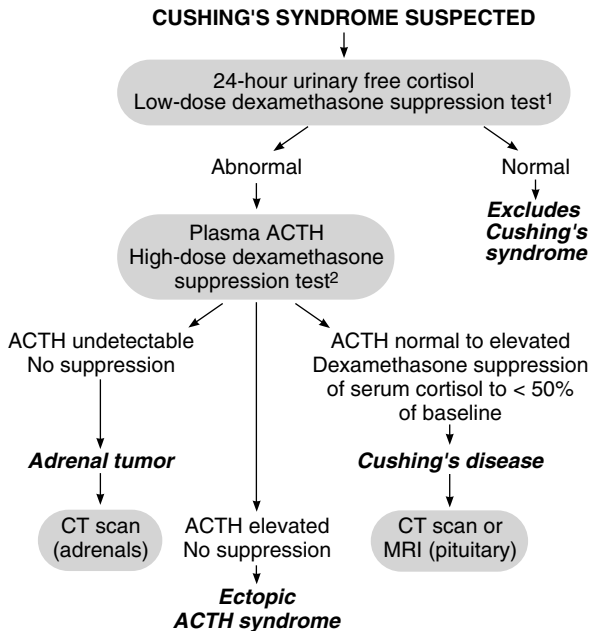 CUSHING'S SYNDROME SUSPECTED
24-hour urinary free cortisol
Low-dose dexamethasone suppression test1
Abnormal
Normal
Excludes
Cushing's
syndrome
Plasma ACTH
High-dose dexamethasone
suppression test2
ACTH undetectable
No suppression
ACTH normal to elevated
Dexamethasone suppression
of serum cortisol to < 50%
of baseline
Adrenal tumor
Cushing's disease
CT scan
(adrenals)
ACTH elevated
No suppression
CT scan or
MRI (pituitary)
Ectopic
ACTH syndrome